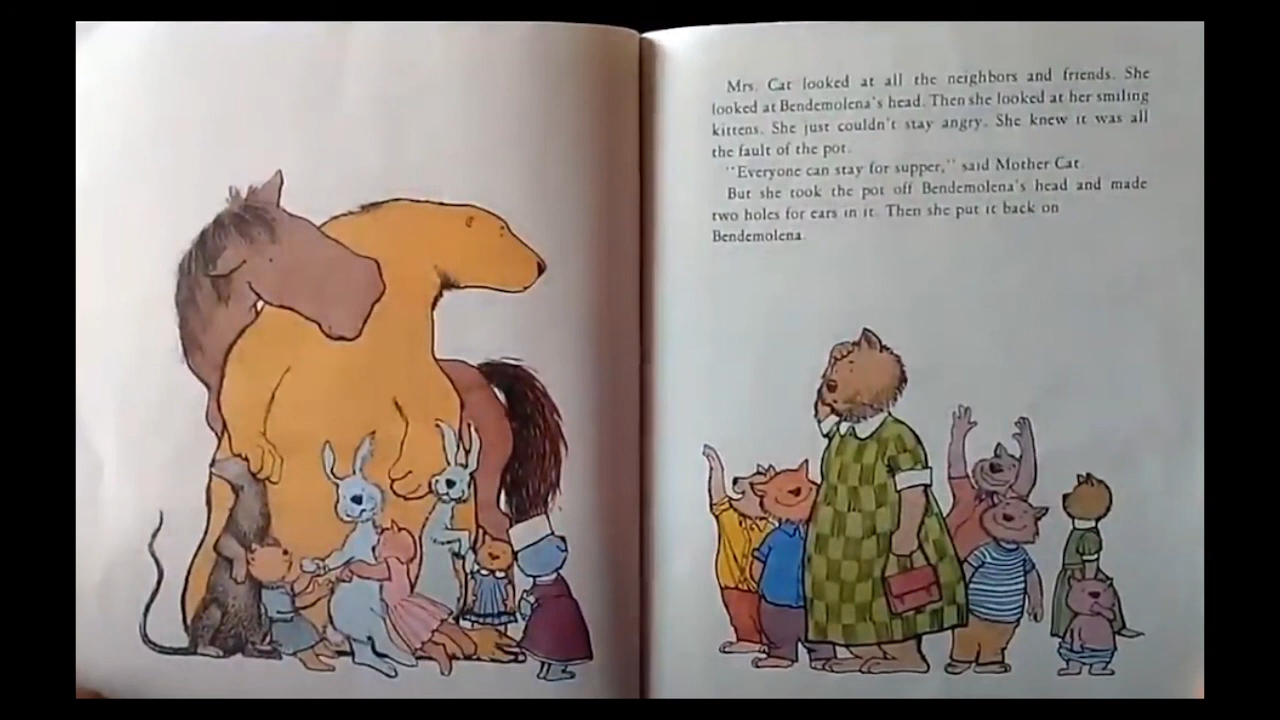 Mrs. Cat looked at all the neighbors and friends. She
looked at Bendemolena's head. Then she looked at her smiling
kittens. She just couldn't stay angry. She knew it was all
the fault of the pot.
"Everyone can stay for supper," said Mother Cat.
But she took the pot off Bendemolena's head and made
two holes for ears in it. Then she put it back on
Bendemolena.